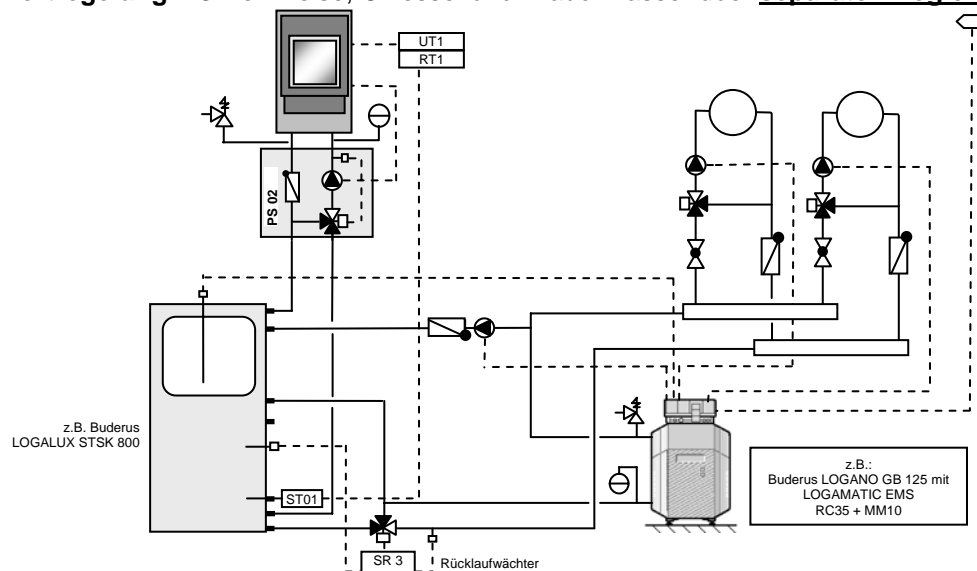 UT1
RT1
PS 02
z.B. Buderus
LOGALUX STSK 800
ST01
z.B.:
Buderus LOGANO GB 125 mit
LOGAMATIC EMS
RC35 + MM10
SR 3
Rücklaufwächter